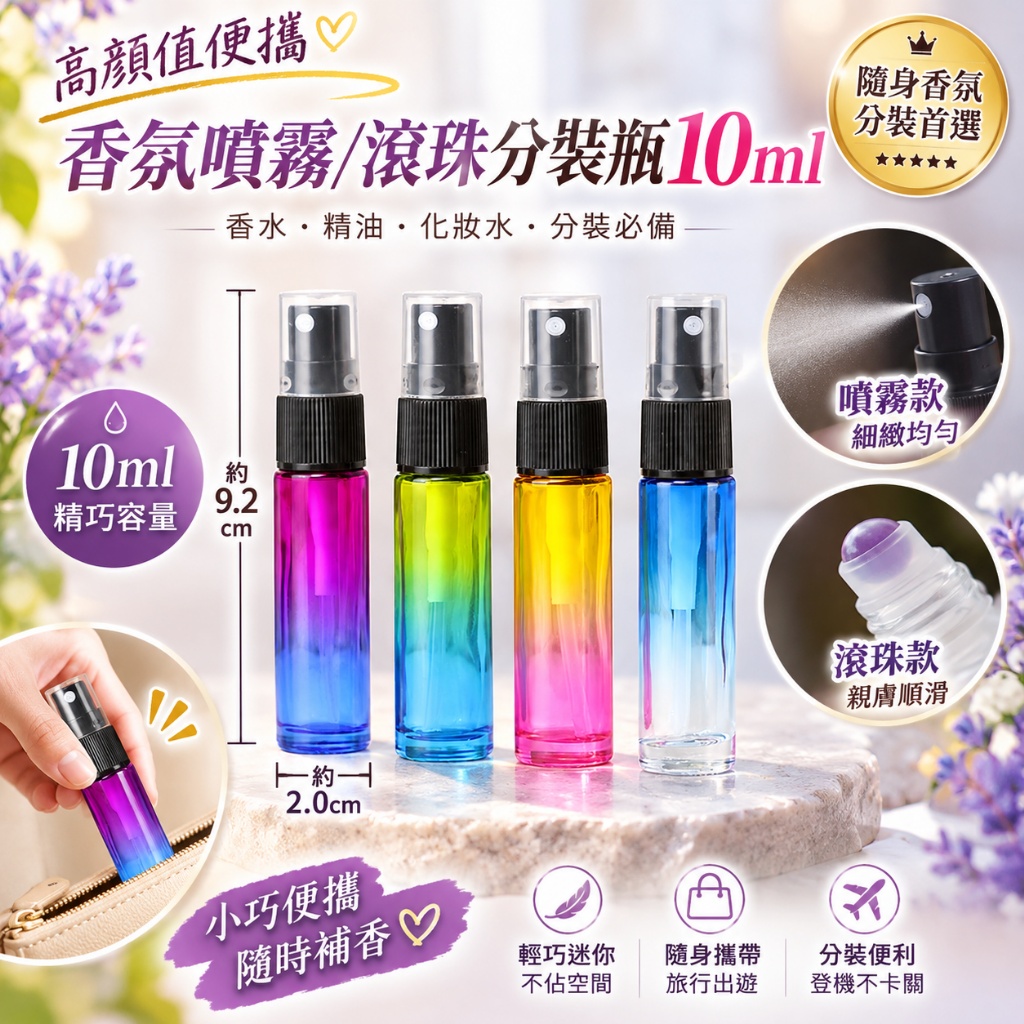 高顏值便攜
隨身香氛
分裝首選
香氛噴霧/滾珠分裝瓶10ml
香水・精油・化妝水・分裝必備
10ml
精巧容量
約
9.2
cm
約
2.0cm
噴霧款
細緻均勻
滾珠款
親膚順滑
小巧便攜
隨時補香
輕巧迷你
不佔空間
隨身攜帶
旅行出遊
分裝便利
登機不卡關